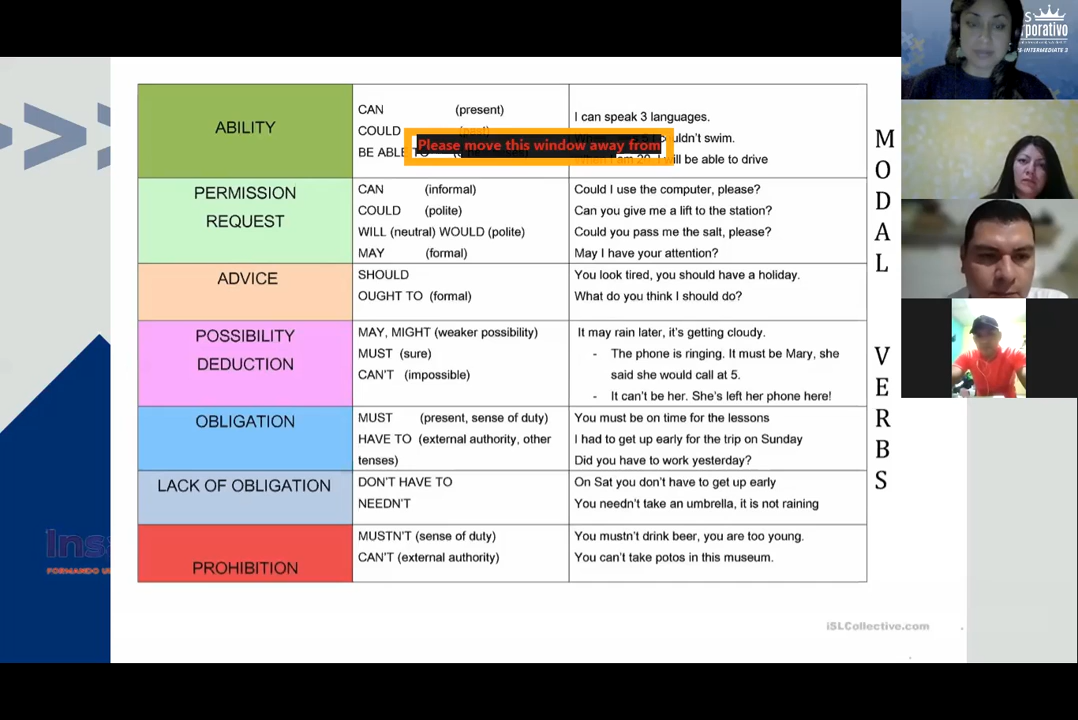 S
rporativo
S-INTERMEDIATE 3
ABILITY
CAN (present)
COULD
BE ABLE TO
I can speak 3 languages.
ouldn't swim.
will be able to drive
Please move this window away from
PERMISSION
REQUEST
CAN (informal)
COULD (polite)
WILL (neutral) WOULD (polite)
MAY (formal)
Could I use the computer, please?
Can you give me a lift to the station?
Could you pass me the salt, please?
May I have your attention?
ADVICE
SHOULD
OUGHT TO (formal)
You look tired, you should have a holiday.
What do you think I should do?
POSSIBILITY
DEDUCTION
MAY, MIGHT (weaker possibility)
MUST (sure)
CAN'T (impossible)
It may rain later, it's getting cloudy.
- The phone is ringing. It must be Mary, she
said she would call at 5.
- It can't be her. She's left her phone here!
OBLIGATION
MUST (present, sense of duty)
HAVE TO (external authority, other
tenses)
You must be on time for the lessons
I had to get up early for the trip on Sunday
Did you have to work yesterday?
LACK OF OBLIGATION
DON'T HAVE TO
NEEDN'T
On Sat you don't have to get up early
You needn't take an umbrella, it is not raining
PROHIBITION
MUSTN'T (sense of duty)
CAN'T (external authority)
You mustn't drink beer, you are too young.
You can't take potos in this museum.
MODAL
VERBS
Ins
FORMANDO U
iSLCollective.com